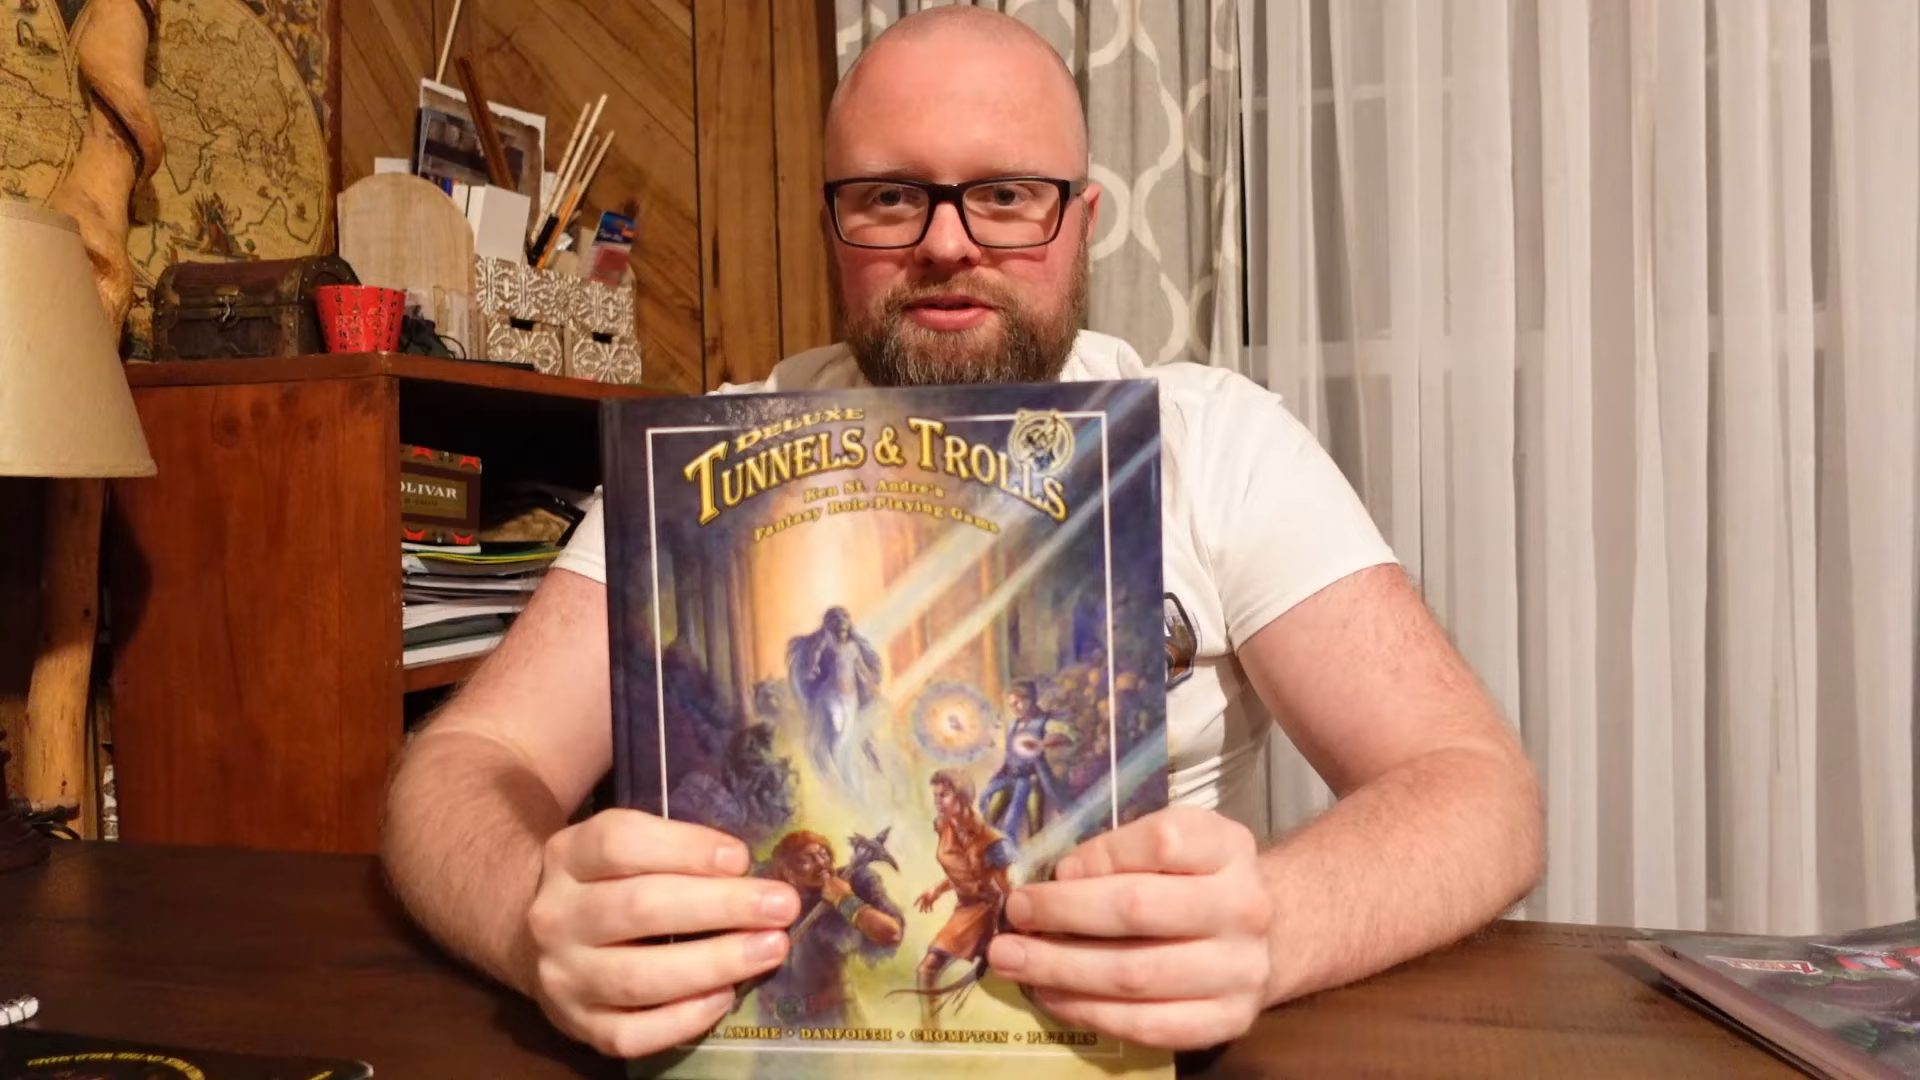 DELUXE
TUNNELS & TROLLS
Ken St. Andre's
Fantasy Role-Playing Game
OLIVAR
ANDRE • DANFORTH • CROMPTON • PETERS